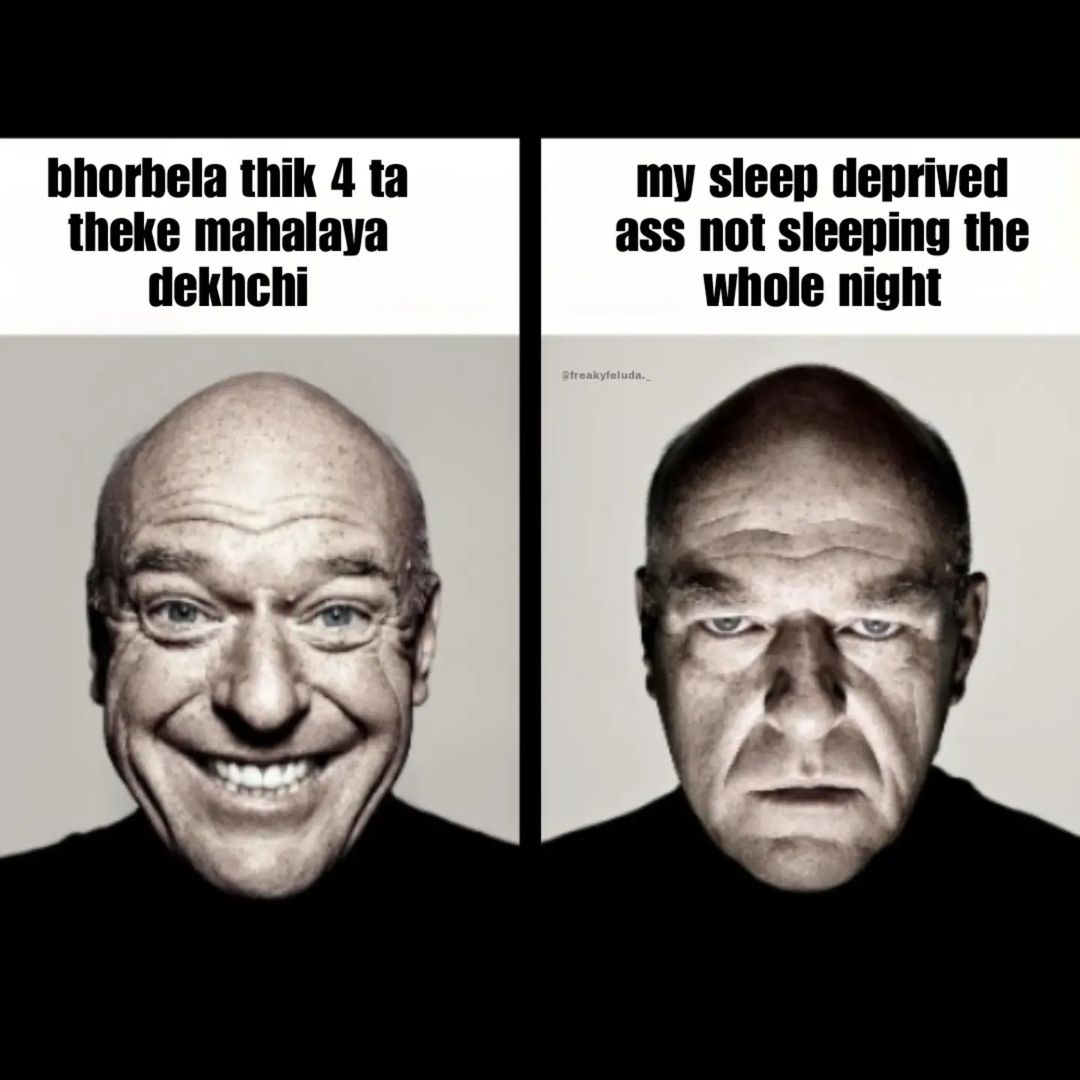 bhorbela thik 4 ta
theke mahalaya
dekhchi
my sleep deprived
ass not sleeping the
whole night
@freakyfeluda._